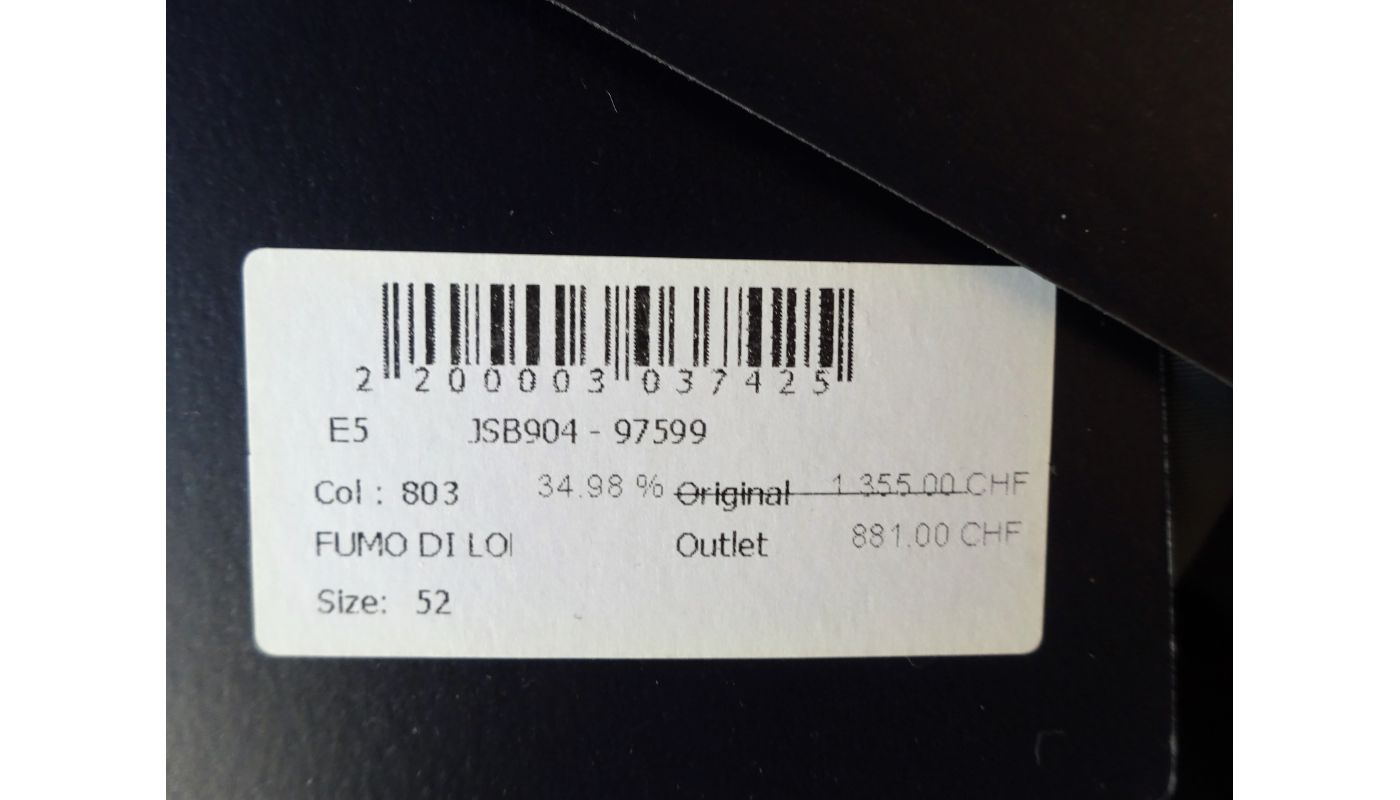 2 200003 037425
E5 JSB904 - 97599
Col : 803 34.98 % Original 1 355.00 CHF
FUMO DI LO Outlet 881.00 CHF
Size: 52